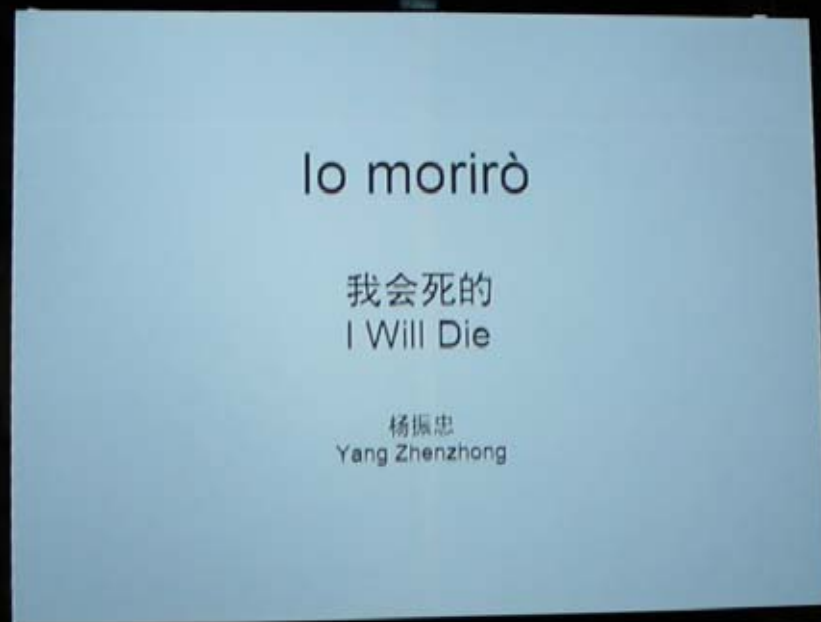 Io morirò
我会死的
I Will Die
杨振忠
Yang Zhenzhong